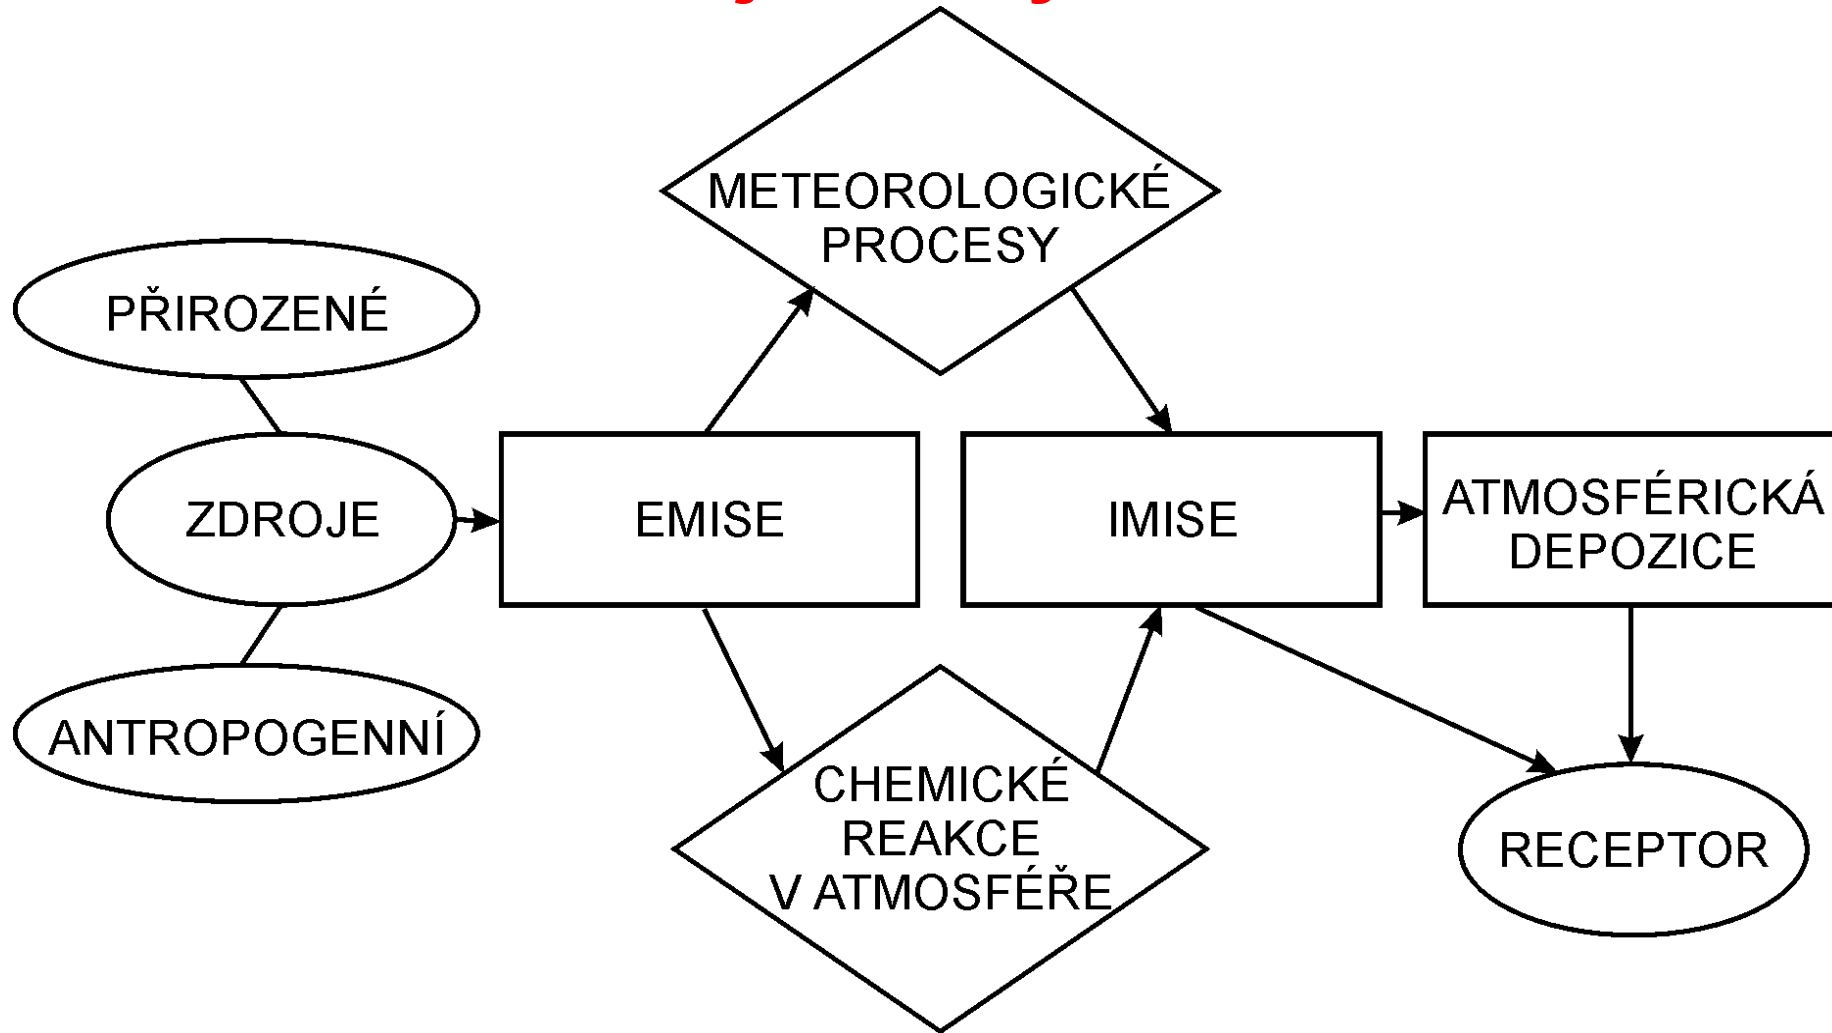 METEOROLOGICKÉ
PROCESY
PŘIROZENÉ
ZDROJE
EMISE
IMISE
ATMOSFÉRICKÁ
DEPOZICE
ANTROPOGENNÍ
CHEMICKÉ
REAKCE
V ATMOSFÉŘE
RECEPTOR